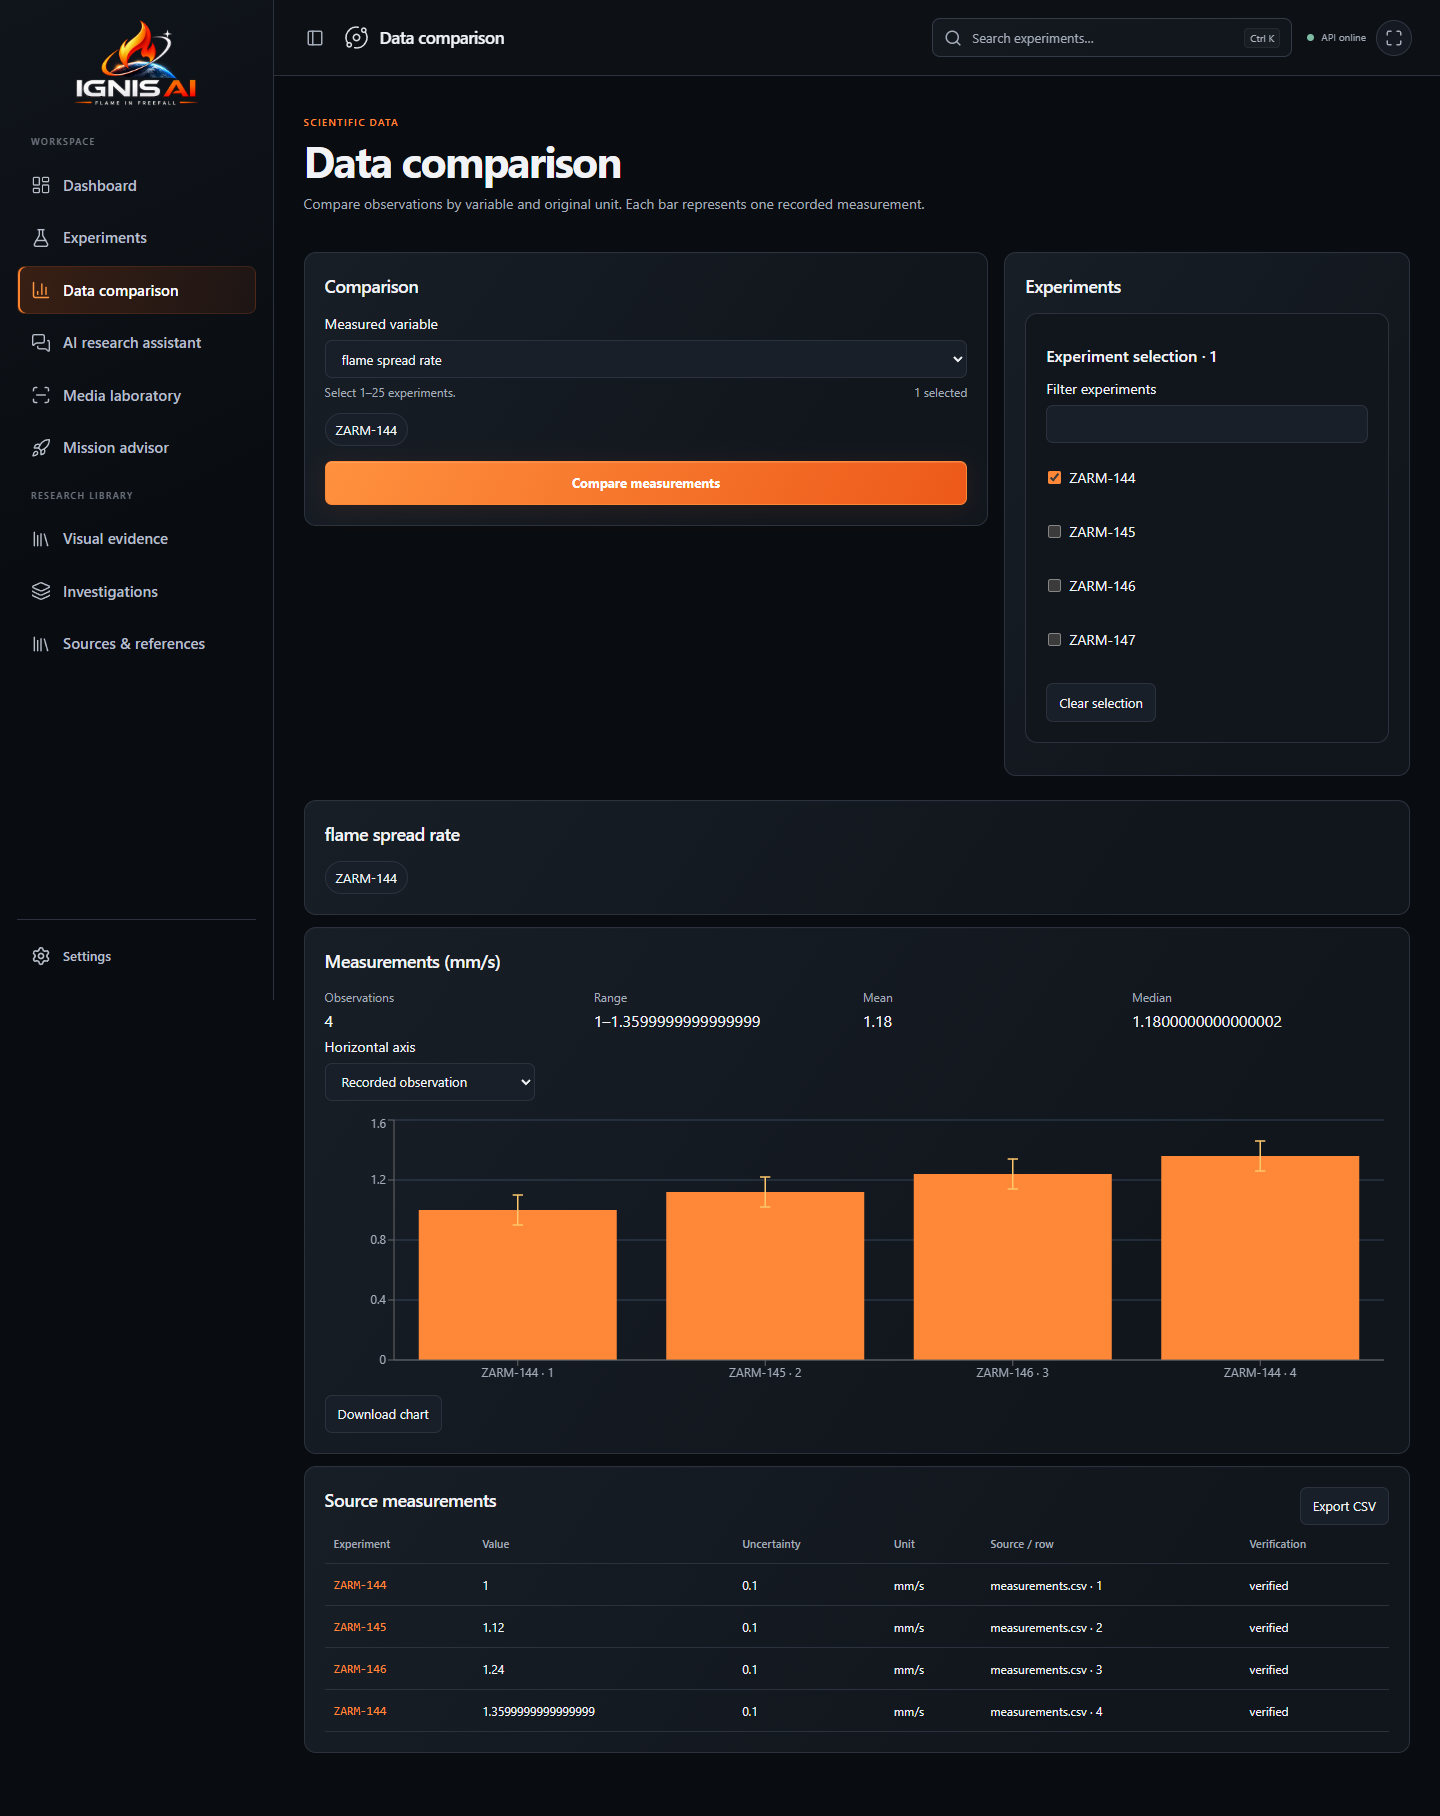 IGNIS AI
FLAME IN FREEFALL
WORKSPACE
Dashboard
Experiments
Data comparison
AI research assistant
Media laboratory
Mission advisor
RESEARCH LIBRARY
Visual evidence
Investigations
Sources & references
Settings
Data comparison
Search experiments...
Ctrl K
API online
SCIENTIFIC DATA
Data comparison
Compare observations by variable and original unit. Each bar represents one recorded measurement.
Comparison
Measured variable
flame spread rate
Select 1–25 experiments.
1 selected
ZARM-144
Compare measurements
Experiments
Experiment selection · 1
Filter experiments
ZARM-144
ZARM-145
ZARM-146
ZARM-147
Clear selection
flame spread rate
ZARM-144
Measurements (mm/s)
Observations
4
Range
1–1.3599999999999999
Mean
1.18
Median
1.1800000000000002
Horizontal axis
Recorded observation
1.6
1.2
0.8
0.4
0
ZARM-144 · 1
ZARM-145 · 2
ZARM-146 · 3
ZARM-144 · 4
Download chart
Source measurements
Export CSV
Experiment Value Uncertainty Unit Source / row Verification
ZARM-144 1 0.1 mm/s measurements.csv · 1 verified
ZARM-145 1.12 0.1 mm/s measurements.csv · 2 verified
ZARM-146 1.24 0.1 mm/s measurements.csv · 3 verified
ZARM-144 1.3599999999999999 0.1 mm/s measurements.csv · 4 verified